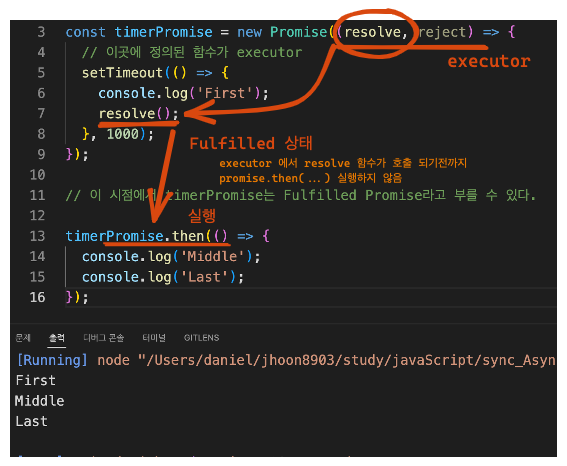 3 const timerPromise = new Promise((resolve, reject) => {
4 // 이곳에 정의된 함수가 executor
executor
5 setTimeout(() => {
6 console.log('First');
7 resolve();
8 }, 1000);
Fulfilled 상태
9 });
executor 에서 resolve 함수가 호출 되기전까지
promise.then(...) 실행하지 않음
10
11 // 이 시점에서 timerPromise는 Fulfilled Promise라고 부를 수 있다.
12
실행
13 timerPromise.then(() => {
14 console.log('Middle');
15 console.log('Last');
16 });
문제 출력 디버그 콘솔 터미널 GITLENS
[Running] node "/Users/daniel/jhoon8903/study/javaScript/sync_Asyn
First
Middle
Last